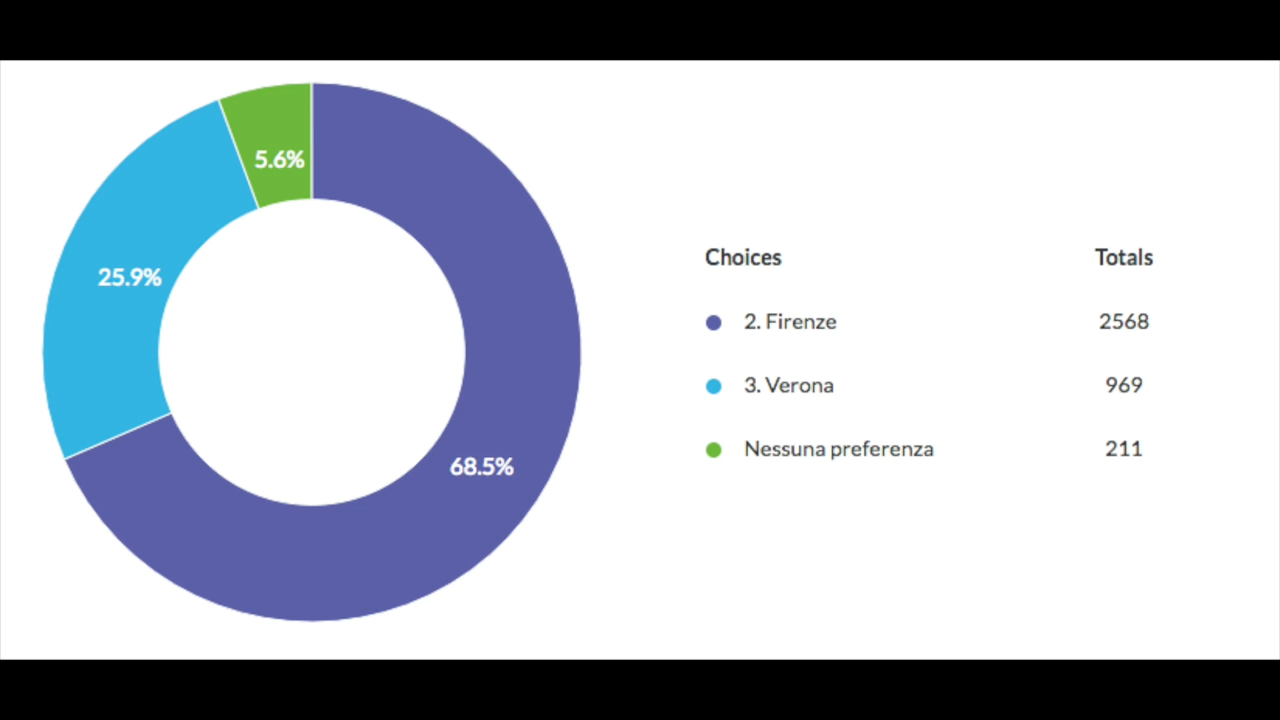 5.6%
25.9%
68.5%
Choices Totals
2. Firenze 2568
3. Verona 969
Nessuna preferenza 211